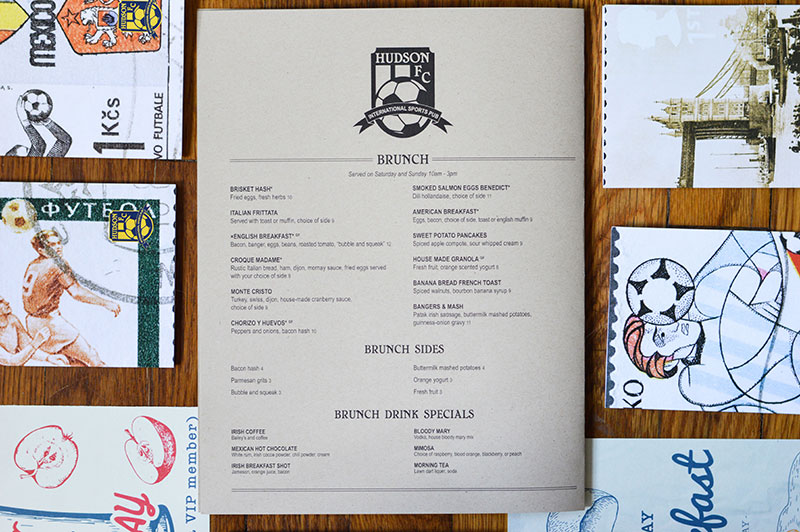 HUDSON
FC
INTERNATIONAL SPORTS PUB
BRUNCH
Served on Saturday and Sunday 10am - 3pm
BRISKET HASH*
Fried eggs, fresh herbs 10
ITALIAN FRITTATA
Served with toast or muffin, choice of side 9
»ENGLISH BREAKFAST* GF
Bacon, banger, eggs, beans, roasted tomato, "bubble and squeak" 12
CROQUE MADAME*
Rustic Italian bread, ham, dijon, mornay sauce, fried eggs served
with your choice of side 9
MONTE CRISTO
Turkey, swiss, dijon, house-made cranberry sauce,
choice of side 9
CHORIZO Y HUEVOS* GF
Peppers and onions, bacon hash 10
SMOKED SALMON EGGS BENEDICT*
Dill hollandaise, choice of side 11
AMERICAN BREAKFAST*
Eggs, bacon, choice of side, toast or english muffin 9
SWEET POTATO PANCAKES
Spiced apple compote, sour whipped cream 9
HOUSE MADE GRANOLA GF
Fresh fruit, orange scented yogurt 8
BANANA BREAD FRENCH TOAST
Spiced walnuts, bourbon banana syrup 9
BANGERS & MASH
Patak irish sausage, buttermilk mashed potatoes,
guinness-onion gravy 11
BRUNCH SIDES
Bacon hash 4
Parmesan grits 3
Bubble and squeak 3
Buttermilk mashed potatoes 4
Orange yogurt 3
Fresh fruit 3
BRUNCH DRINK SPECIALS
IRISH COFFEE
Bailey's and coffee
MEXICAN HOT CHOCOLATE
White rum, irish cocoa powder, chili powder, cream
IRISH BREAKFAST SHOT
Jameson, orange juice, bacon
BLOODY MARY
Vodka, house bloody mary mix
MIMOSA
Choice of raspberry, blood orange, blackberry, or peach
MORNING TEA
soda
MEXICO
1 Kčs
VO FUTBALE
ФУТБО
HUDSON
FC
AY
VIP member)
1ST
KO
AY
fast